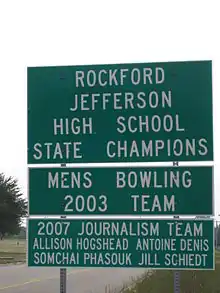 ROCKFORD
JEFFERSON
HIGH SCHOOL
STATE CHAMPIONS
MENS BOWLING
2003 TEAM
2007 JOURNALISM TEAM
ALLISON HOGSHEAD ANTOINE DENIS
SOMCHAI PHASOUK JILL SCHIEDT